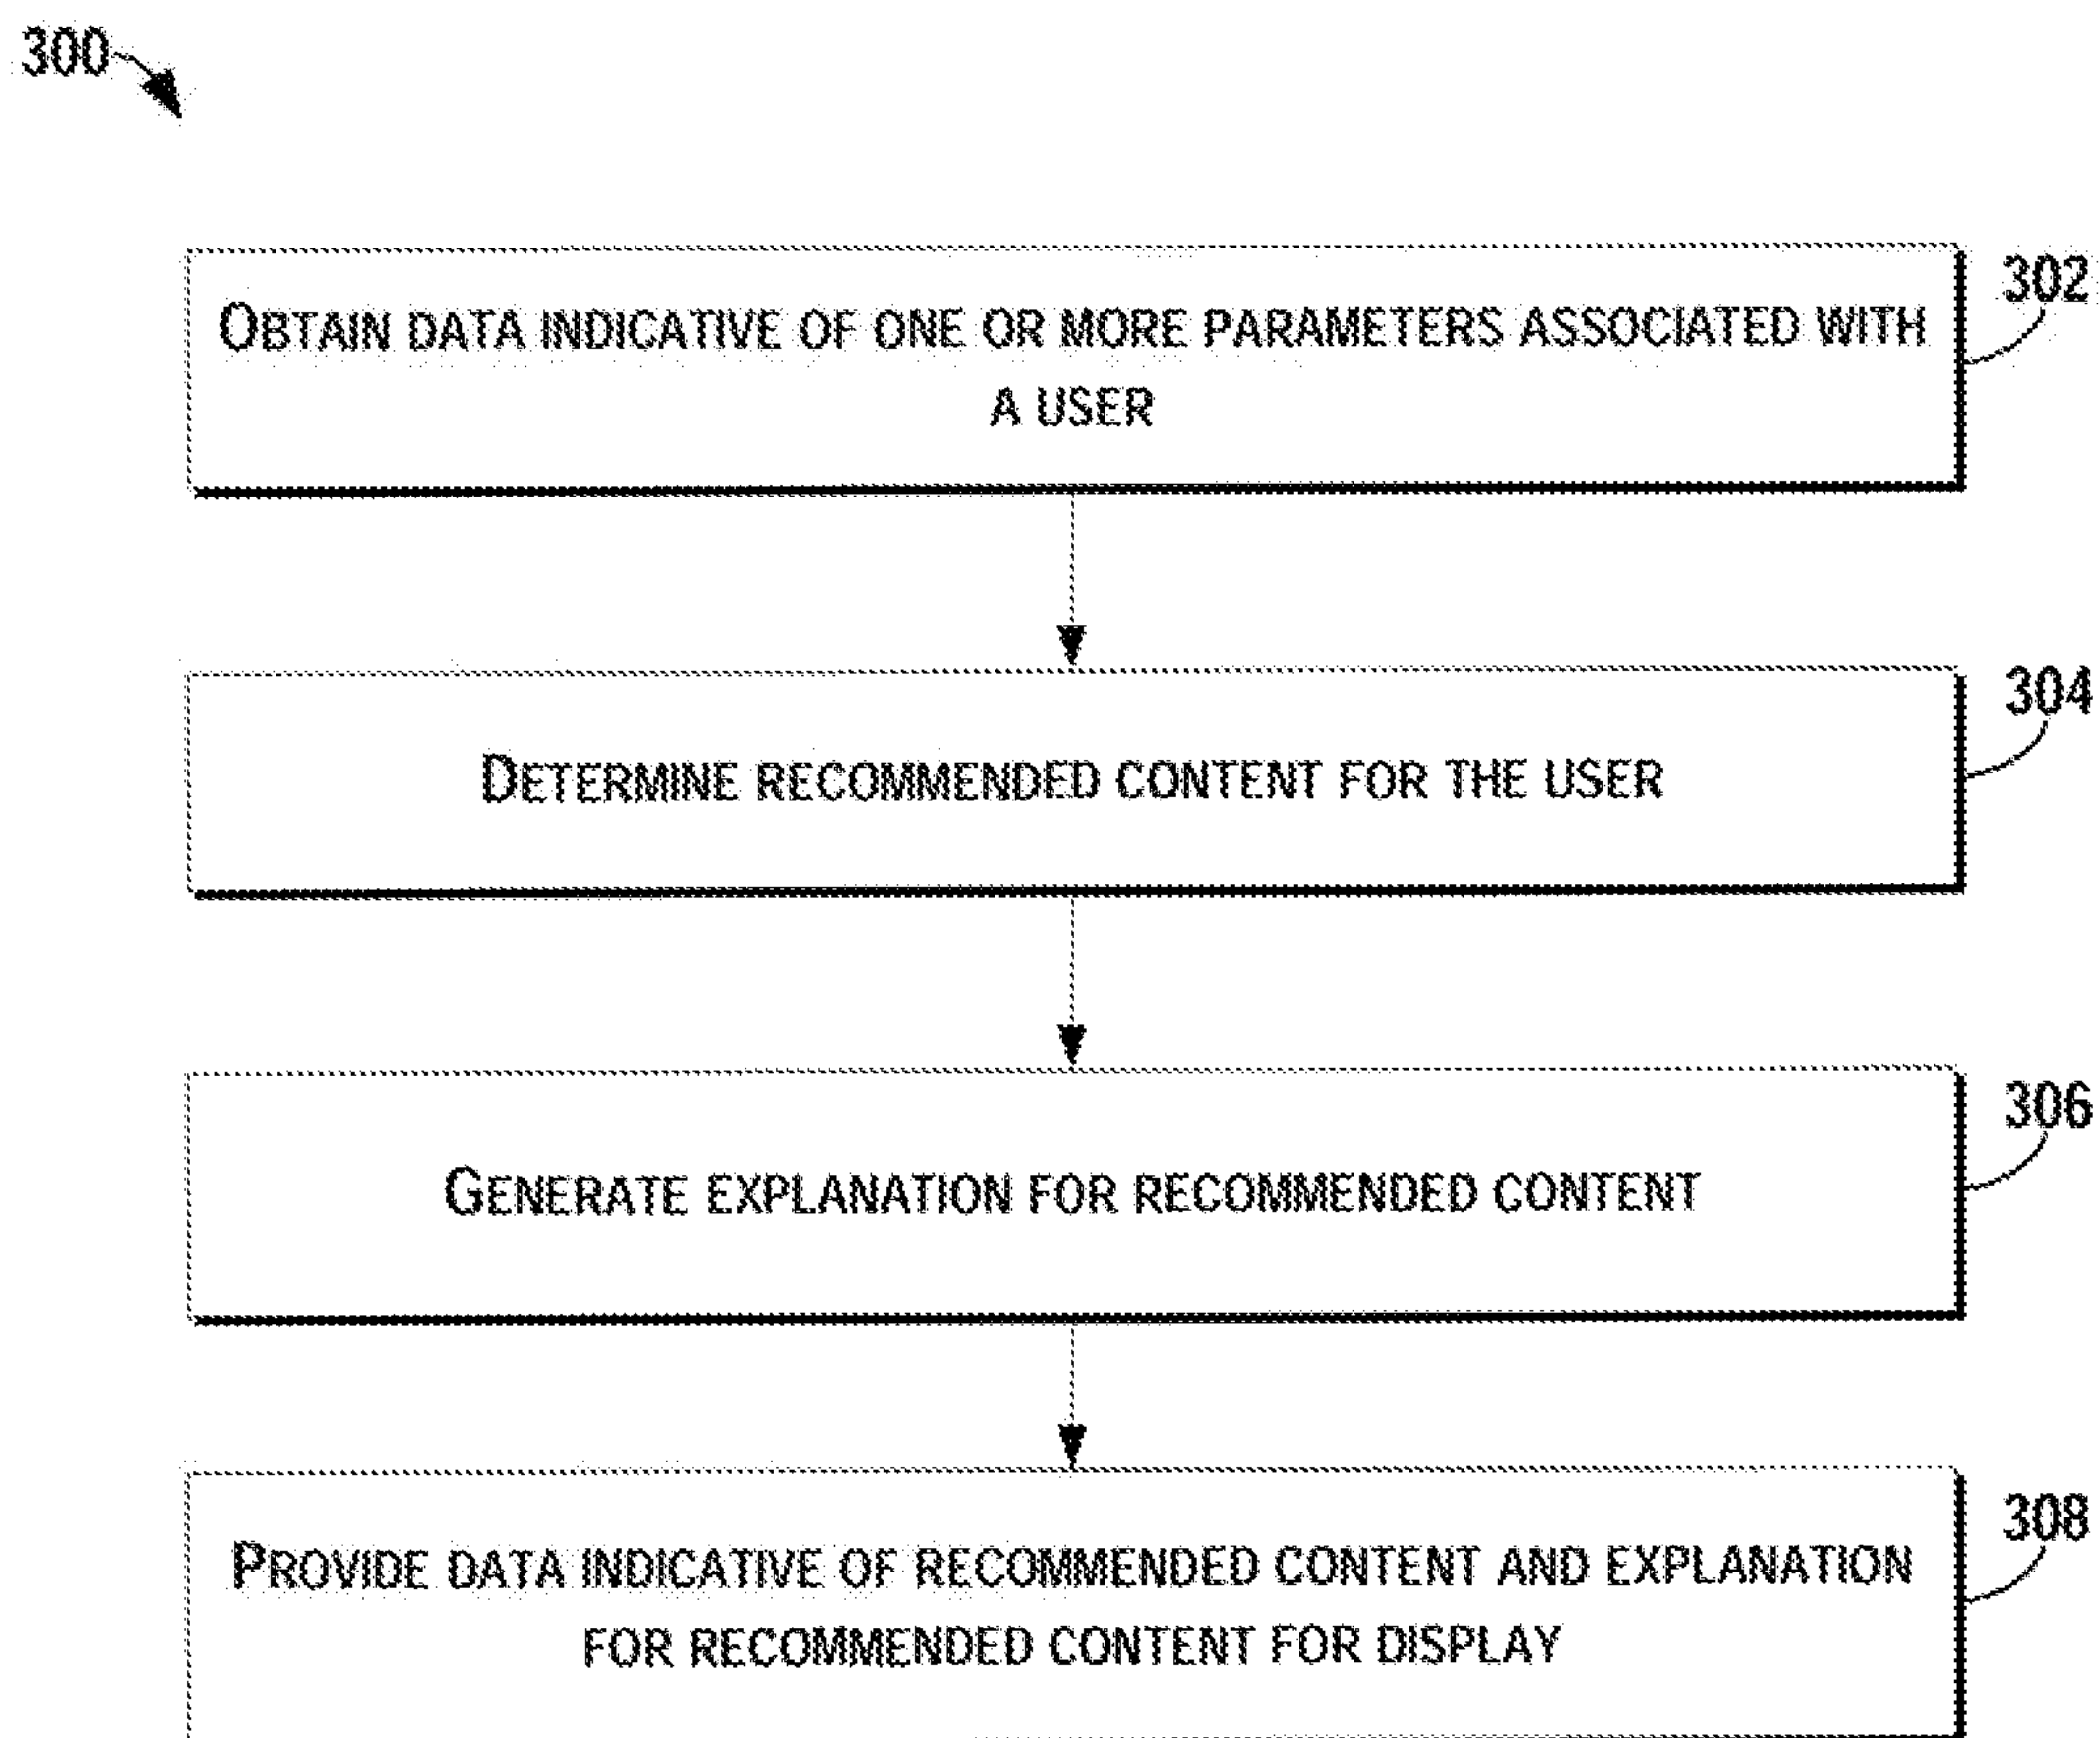 300
OBTAIN DATA INDICATIVE OF ONE OR MORE PARAMETERS ASSOCIATED WITH
A USER
302
DETERMINE RECOMMENDED CONTENT FOR THE USER
304
GENERATE EXPLANATION FOR RECOMMENDED CONTENT
306
PROVIDE DATA INDICATIVE OF RECOMMENDED CONTENT AND EXPLANATION
FOR RECOMMENDED CONTENT FOR DISPLAY
308